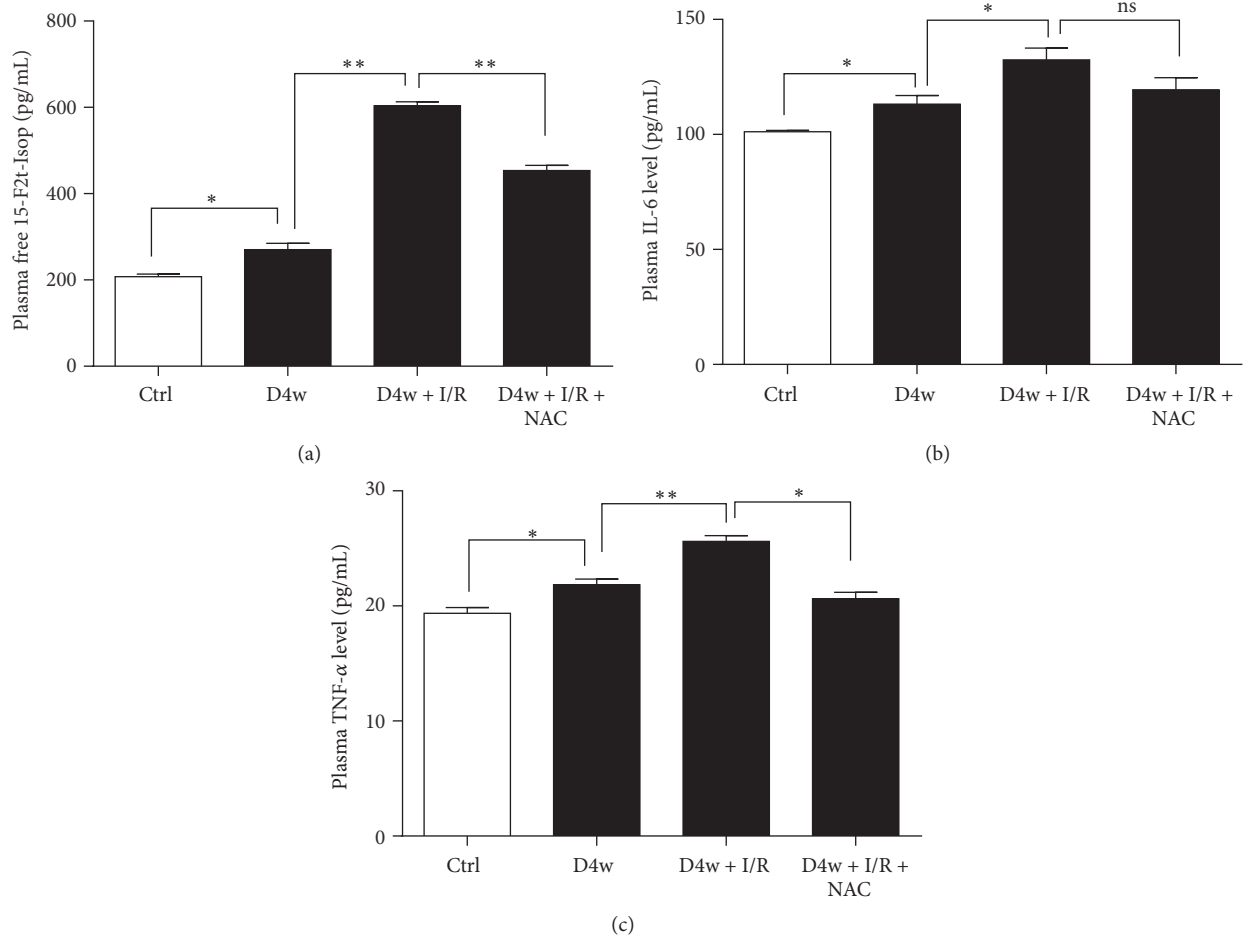 Plasma free 15-F2t-Isop (pg/mL)
800
600
400
200
0
*
**
**
Ctrl
D4w
D4w + I/R
D4w + I/R +
NAC
(a)
Plasma IL-6 level (pg/mL)
150
100
50
0
*
*
ns
Ctrl
D4w
D4w + I/R
D4w + I/R +
NAC
(b)
Plasma TNF-α level (pg/mL)
30
20
10
0
*
**
*
Ctrl
D4w
D4w + I/R
D4w + I/R +
NAC
(c)